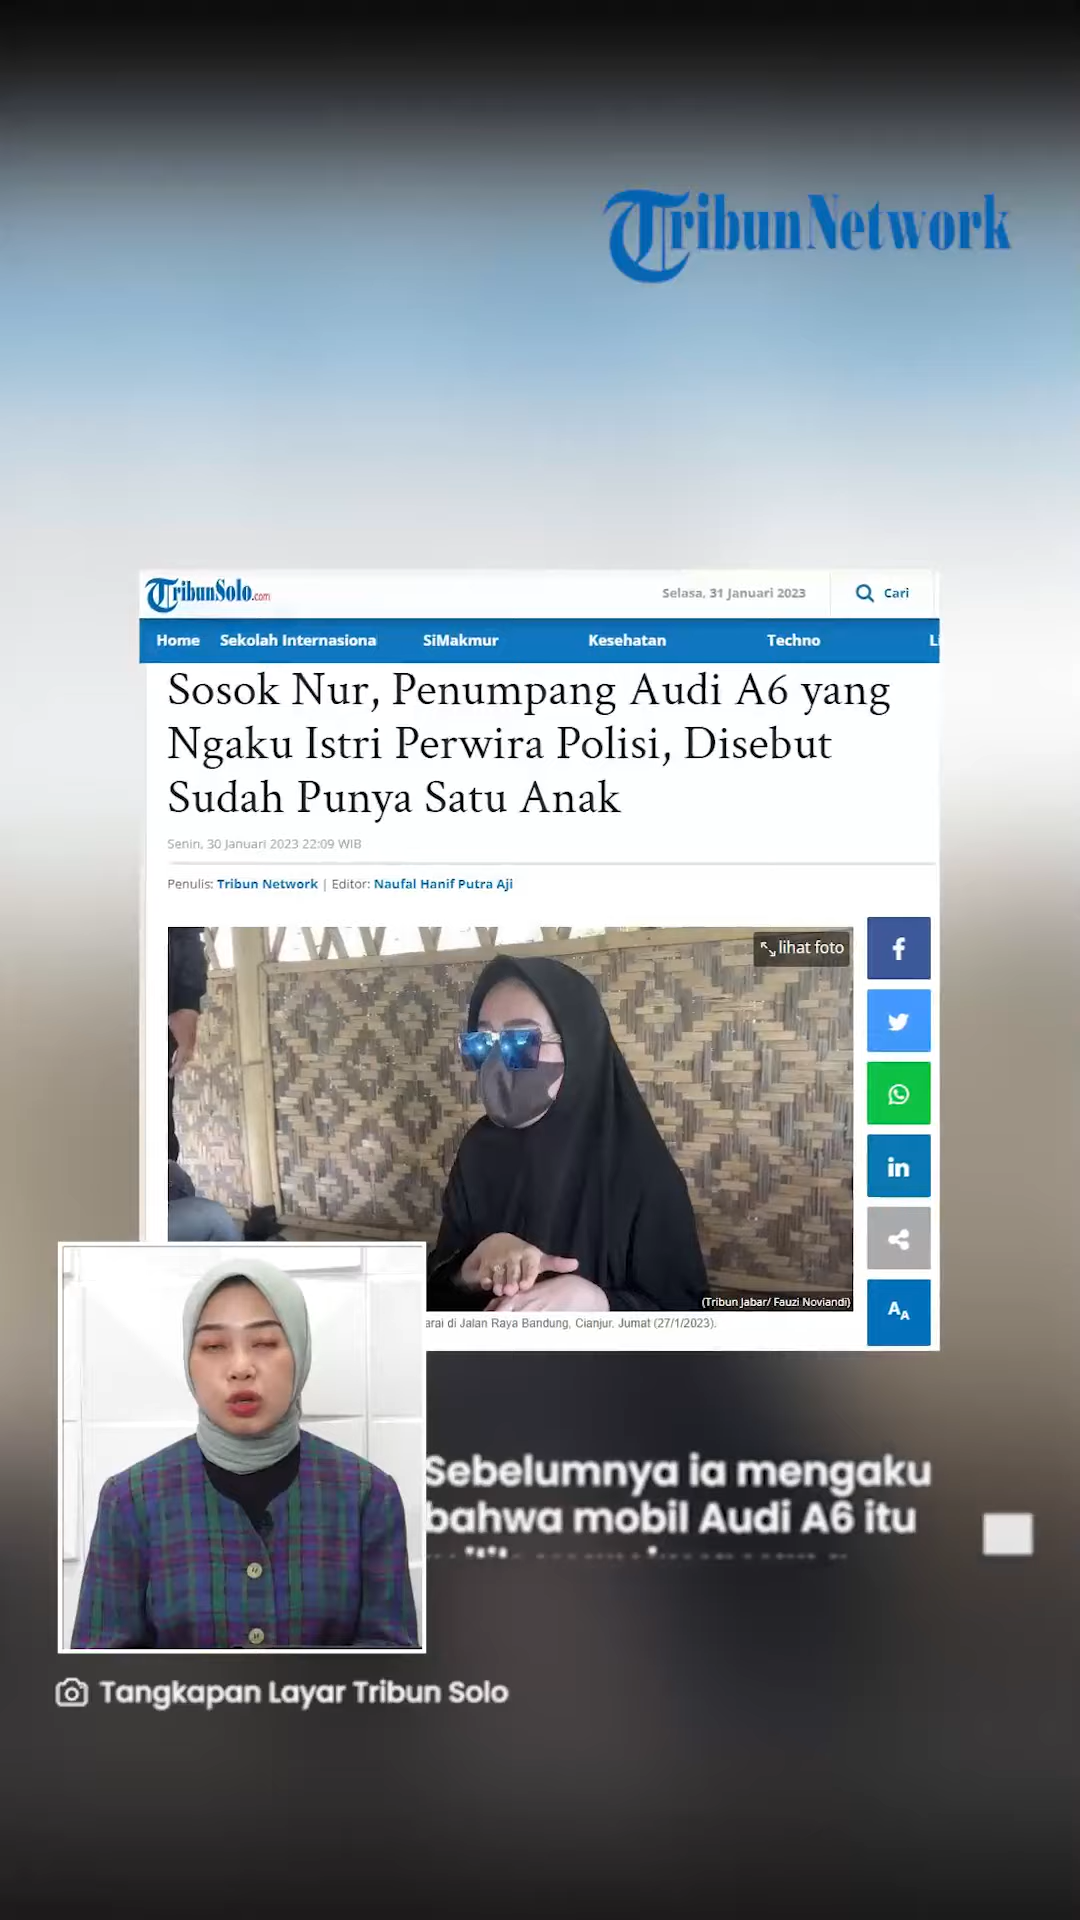 TribunNetwork
TribunSolo.com
Selasa, 31 Januari 2023
Cari
Home Sekolah Internasiona SiMakmur Kesehatan Techno Li
Sosok Nur, Penumpang Audi A6 yang
Ngaku Istri Perwira Polisi, Disebut
Sudah Punya Satu Anak
Senin, 30 Januari 2023 22:09 WIB
Penulis: Tribun Network | Editor: Naufal Hanif Putra Aji
lihat foto
(Tribun Jabar/ Fauzi Noviandi)
arai di Jalan Raya Bandung, Cianjur. Jumat (27/1/2023).
f
in
AA
Sebelumnya ia mengaku
bahwa mobil Audi A6 itu
Tangkapan Layar Tribun Solo